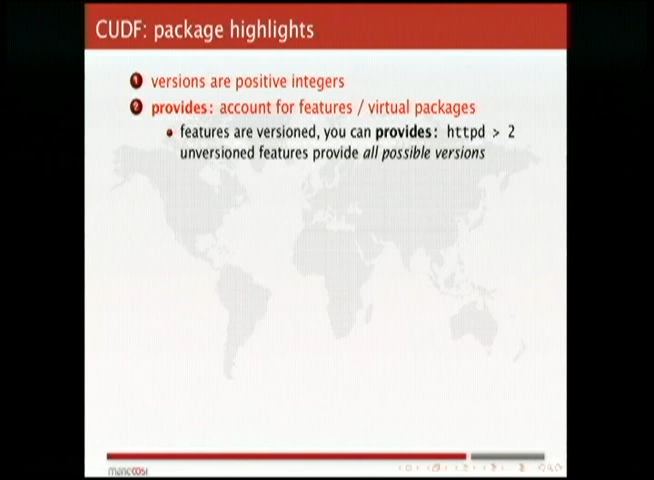 CUDF: package highlights
1 versions are positive integers
2 provides: account for features / virtual packages
features are versioned, you can provides: httpd > 2
unversioned features provide all possible versions
mancoosi